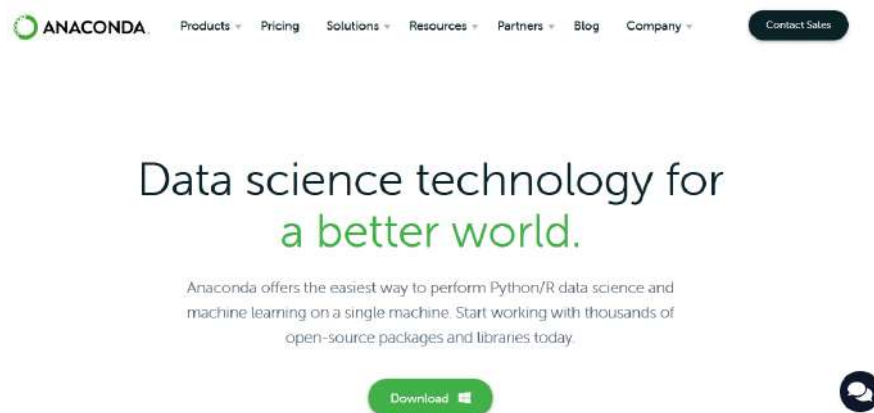 ANACONDA. Products Pricing Solutions Resources Partners Blog Company Contact Sales
Data science technology for
a better world.
Anaconda offers the easiest way to perform Python/R data science and
machine learning on a single machine. Start working with thousands of
open-source packages and libraries today.
Download